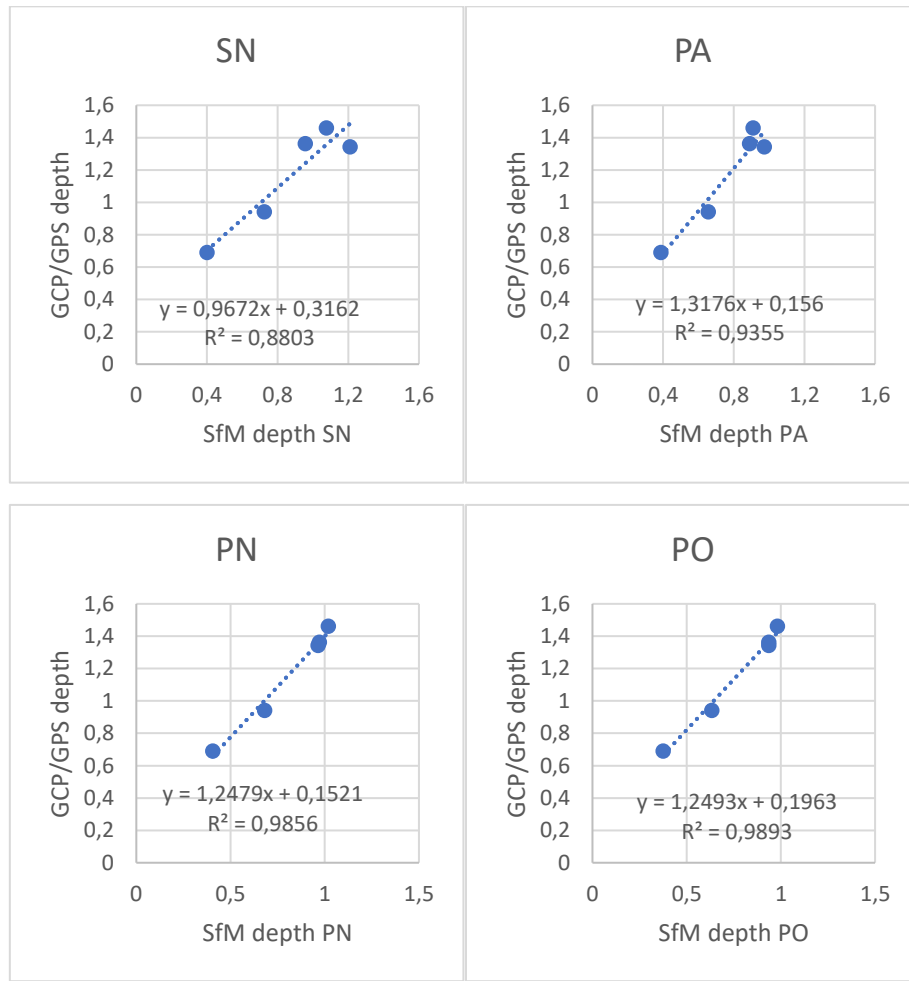 SN
1,6
1,4
1,2
1
0,8
0,6
0,4
0,2
0
GCP/GPS depth
y = 0,9672x + 0,3162
R² = 0,8803
0 0,4 0,8 1,2 1,6
SfM depth SN
PA
1,6
1,4
1,2
1
0,8
0,6
0,4
0,2
0
GCP/GPS depth
y = 1,3176x + 0,156
R² = 0,9355
0 0,4 0,8 1,2 1,6
SfM depth PA
PN
1,6
1,4
1,2
1
0,8
0,6
0,4
0,2
0
GCP/GPS depth
y = 1,2479x + 0,1521
R² = 0,9856
0 0,5 1 1,5
SfM depth PN
PO
1,6
1,4
1,2
1
0,8
0,6
0,4
0,2
0
GCP/GPS depth
y = 1,2493x + 0,1963
R² = 0,9893
0 0,5 1 1,5
SfM depth PO